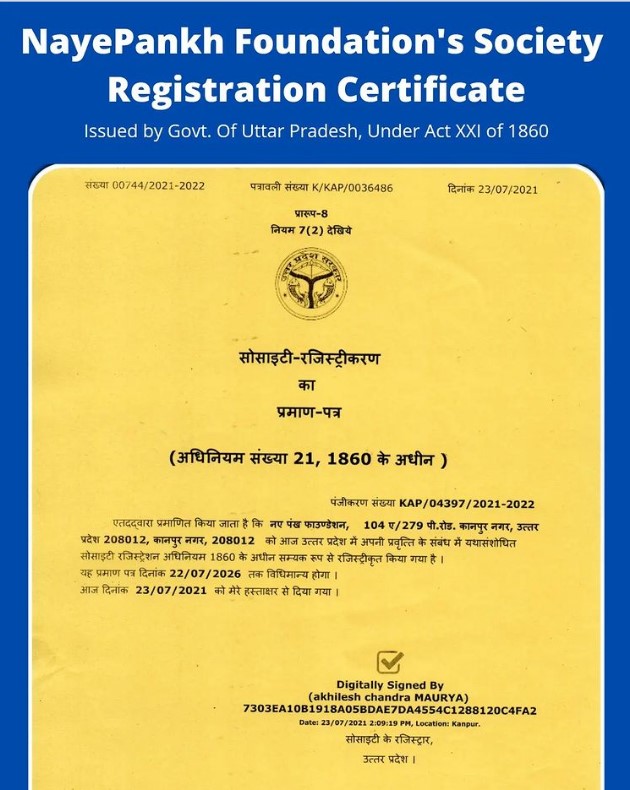 NayePankh Foundation's Society
Registration Certificate
Issued by Govt. Of Uttar Pradesh, Under Act XXI of 1860
संख्या 00744/2021-2022 पत्रावली संख्या K/KAP/0036486 दिनांक 23/07/2021
प्रारूप-8
नियम 7(2) देखिये
उत्तर प्रदेश सरकार
सोसाइटी-रजिस्ट्रीकरण
का
प्रमाण-पत्र
(अधिनियम संख्या 21, 1860 के अधीन )
पंजीकरण संख्या KAP/04397/2021-2022
एतदद्वारा प्रमाणित किया जाता है कि नए पंख फाउण्डेशन, 104 ए/279 पी.रोड. कानपुर नगर, उत्तर
प्रदेश 208012, कानपुर नगर, 208012 को आज उत्तर प्रदेश में अपनी प्रवृत्ति के संबंध में यथासंशोधित
सोसाइटी रजिस्ट्रेशन अधिनियम 1860 के अधीन सम्यक रूप से रजिस्ट्रीकृत किया गया है ।
यह प्रमाण पत्र दिनांक 22/07/2026 तक विधिमान्य होगा ।
आज दिनांक 23/07/2021 को मेरे हस्ताक्षर से दिया गया ।
Digitally Signed By
(akhilesh chandra MAURYA)
7303EA10B1918A05BDAE7DA4554C1288120C4FA2
Date: 23/07/2021 2:09:19 PM, Location: Kanpur.
सोसाइटी के रजिस्ट्रार,
उत्तर प्रदेश ।